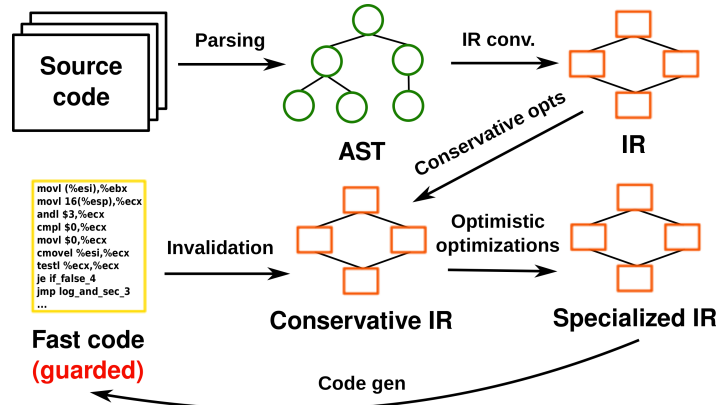 Source
code
Parsing
AST
IR conv.
IR
Conservative opts
movl (%esi),%ebx
movl 16(%esp),%ecx
andl $3,%ecx
cmpl $0,%ecx
movl $0,%ecx
cmovel %esi,%ecx
testl %ecx,%ecx
je if_false_4
jmp log_and_sec_3
...
Fast code
(guarded)
Invalidation
Conservative IR
Optimistic
optimizations
Specialized IR
Code gen